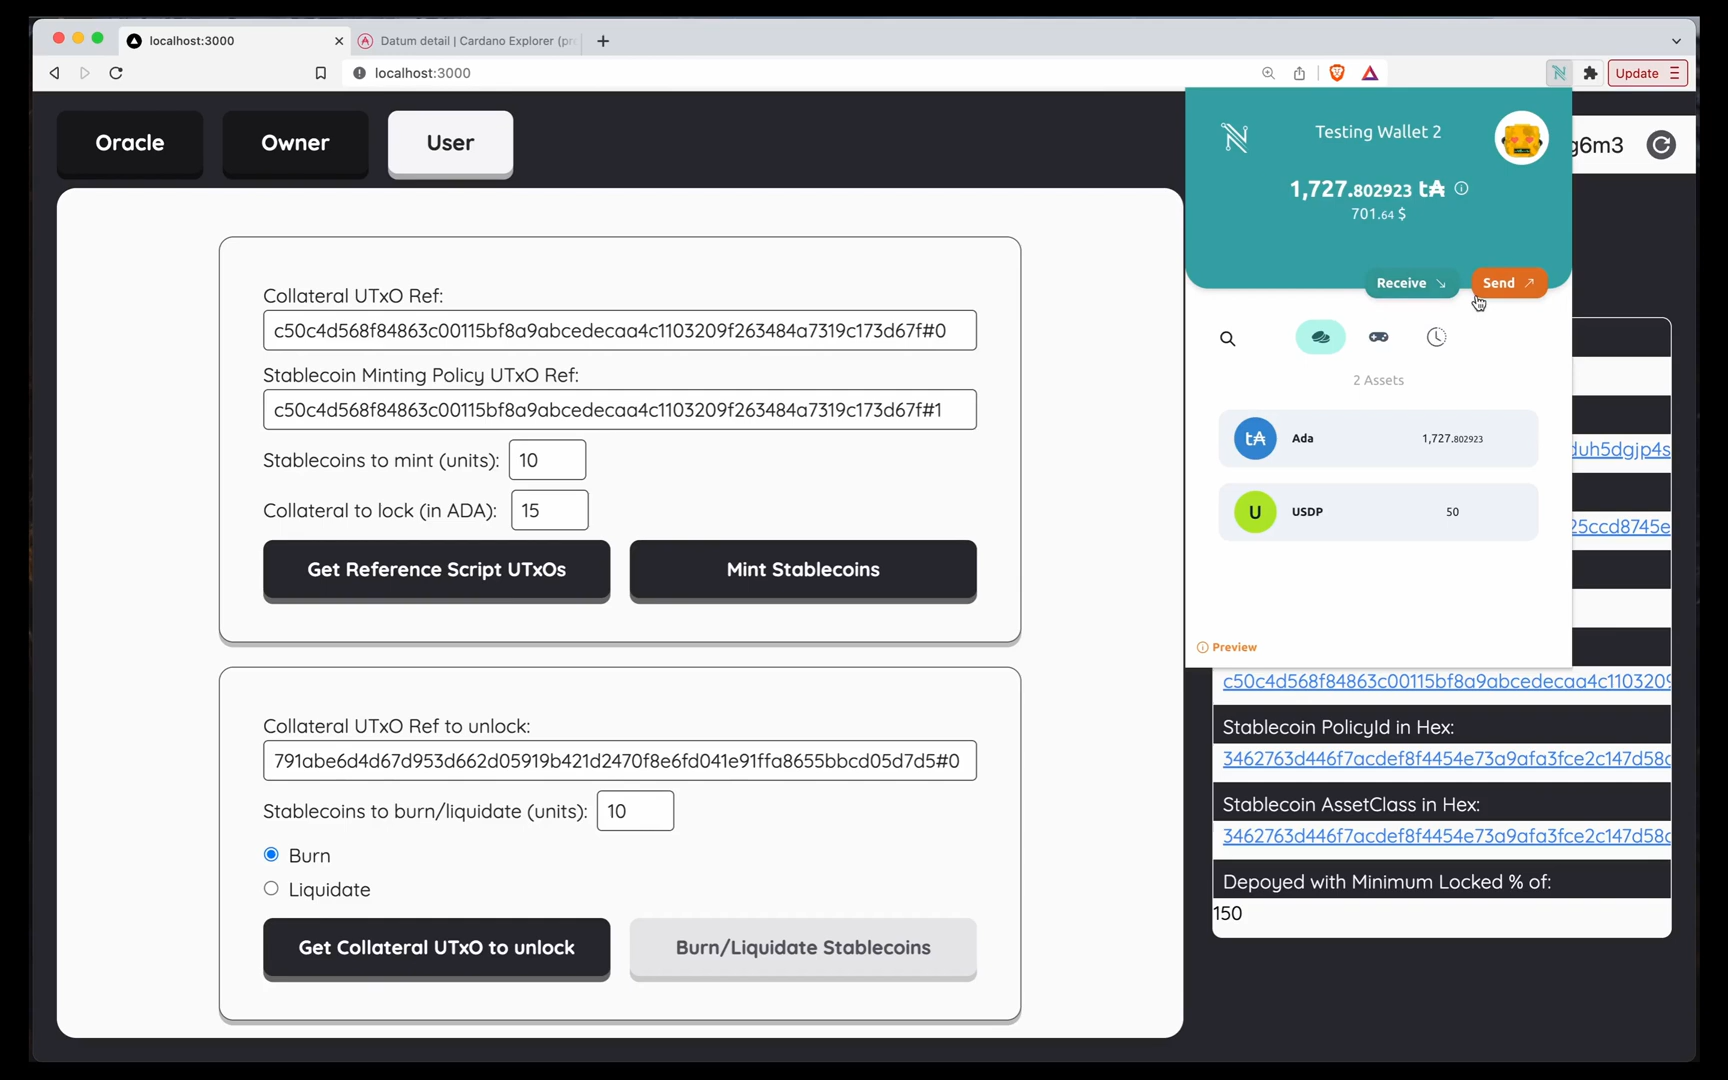 localhost:3000
Datum detail | Cardano Explorer (pr
localhost:3000
Update
Oracle
Owner
User
g6m3
Collateral UTxO Ref:
c50c4d568f84863c00115bf8a9abcedecaa4c1103209f263484a7319c173d67f#0
Stablecoin Minting Policy UTxO Ref:
c50c4d568f84863c00115bf8a9abcedecaa4c1103209f263484a7319c173d67f#1
Stablecoins to mint (units): 10
Collateral to lock (in ADA): 15
Get Reference Script UTxOs
Mint Stablecoins
Collateral UTxO Ref to unlock:
791abe6d4d67d953d662d05919b421d2470f8e6fd041e91ffa8655bbcd05d7d5#0
Stablecoins to burn/liquidate (units): 10
Burn
Liquidate
Get Collateral UTxO to unlock
Burn/Liquidate Stablecoins
Testing Wallet 2
1,727.802923 t₳
701.64 $
Receive
Send
2 Assets
t₳ Ada 1,727.802923
U USDP 50
Preview
duh5dgjp4s
25ccd8745e
c50c4d568f84863c00115bf8a9abcedecaa4c1103209
Stablecoin PolicyId in Hex:
3462763d446f7acdef8f4454e73a9afa3fce2c147d58c
Stablecoin AssetClass in Hex:
3462763d446f7acdef8f4454e73a9afa3fce2c147d58c
Depoyed with Minimum Locked % of:
150